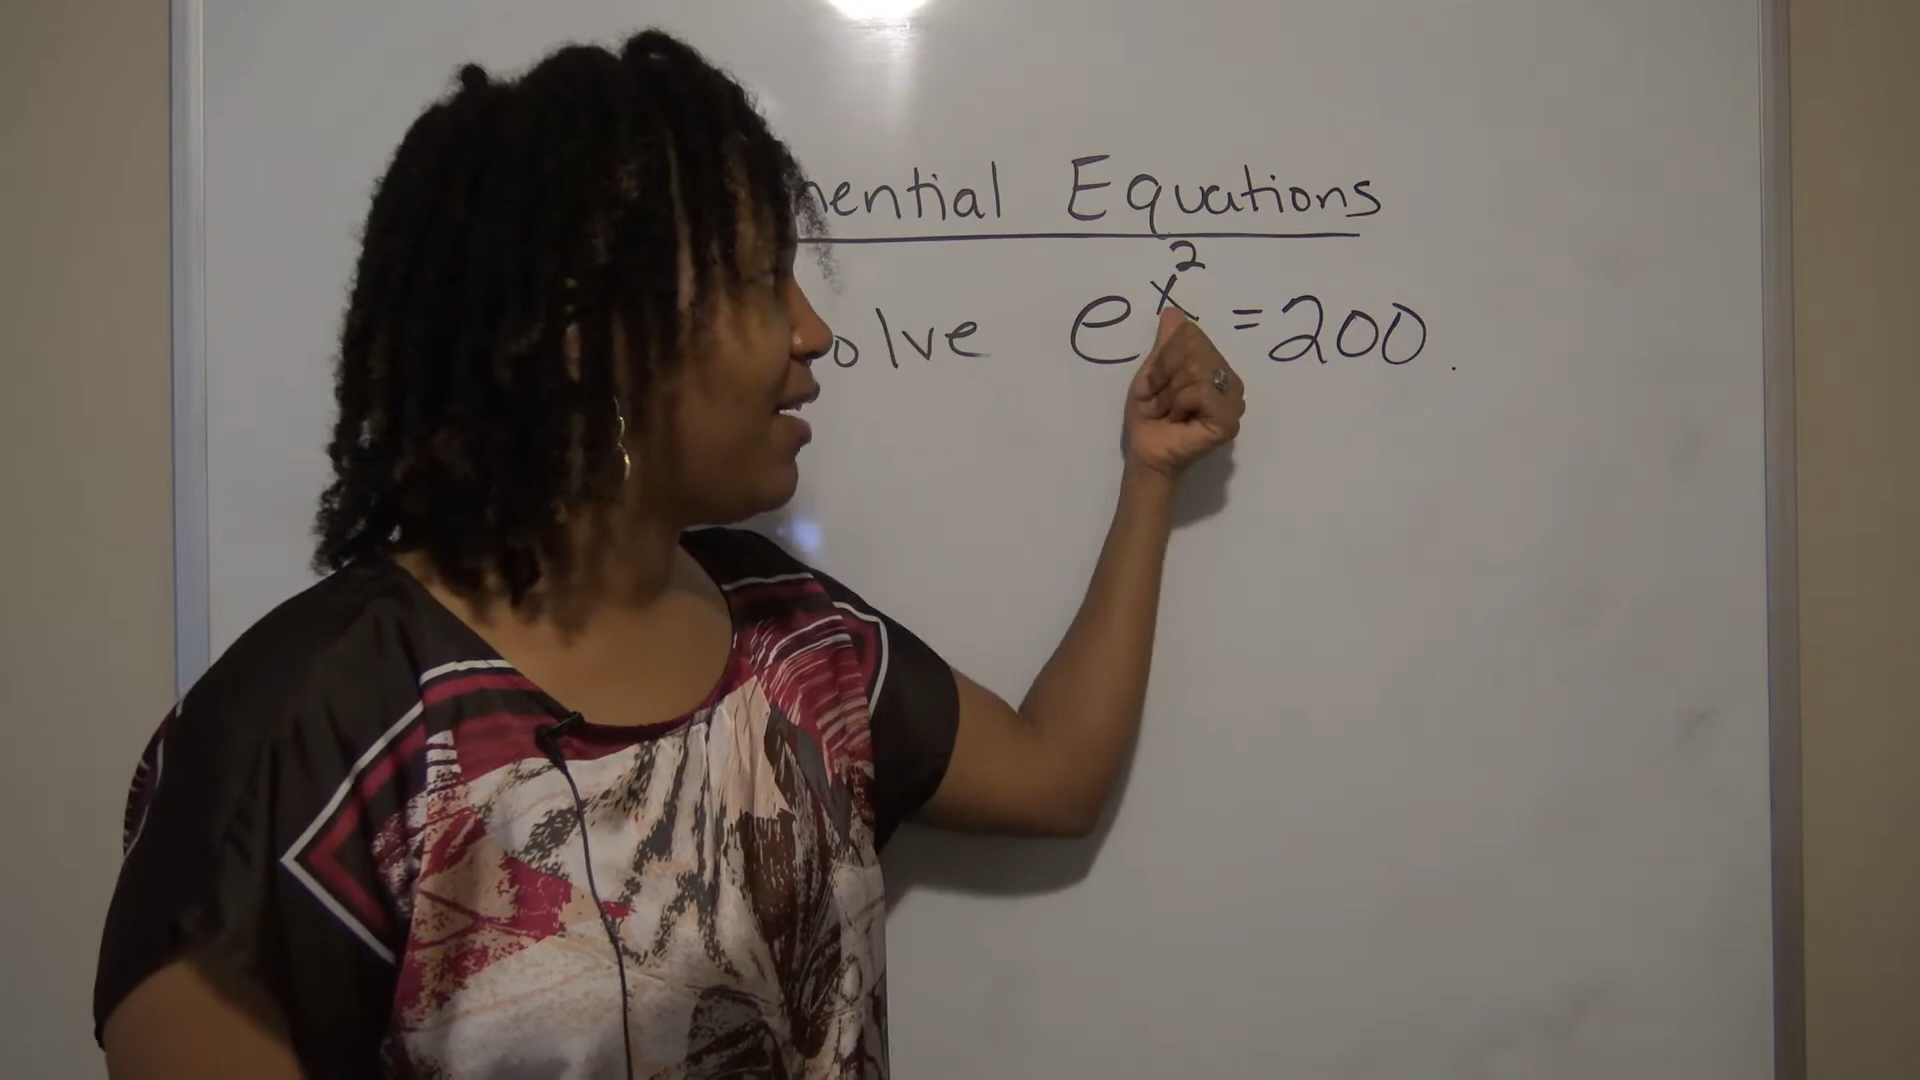 nential Equations
olve e^x^2 = 200.